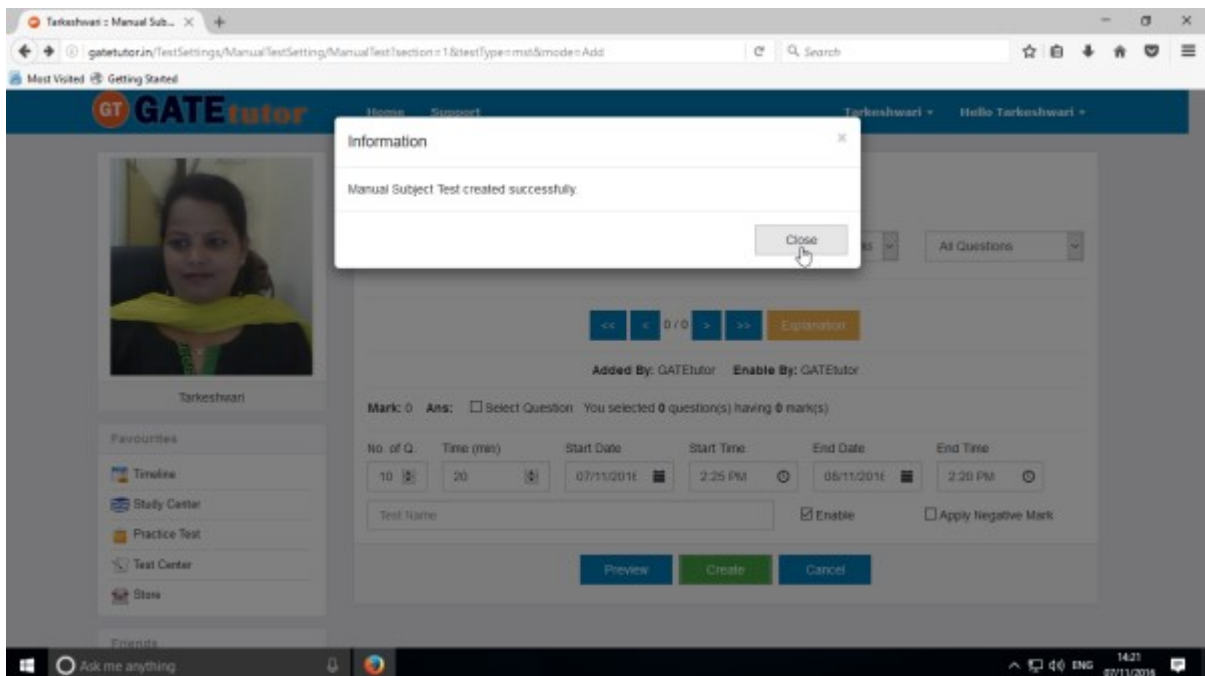 Tarkeshwari :: Manual Sub...
gatetutor.in/TestSettings/ManualTestSetting/ManualTest?section=1&testType=mst&mode=Add
Search
Most Visited Getting Started
GT GATEtutor Home Support Tarkeshwari Hello Tarkeshwari
Information
Manual Subject Test created successfully.
Close
All Questions
<< < 0 / 0 > >> Explanation
Added By: GATEtutor Enable By: GATEtutor
Tarkeshwari
Mark: 0 Ans: Select Question You selected 0 question(s) having 0 mark(s)
Favourites
No. of Q. Time (min) Start Date Start Time End Date End Time
Timeline
10 20 07/11/201 2:25 PM 2:20 PM
Study Center
Test Name Enable Apply Negative Mark
Practice Test
Test Center
Preview Create Cancel
Store
Friends
Ask me anything
ENG 14:21
07/11/2016